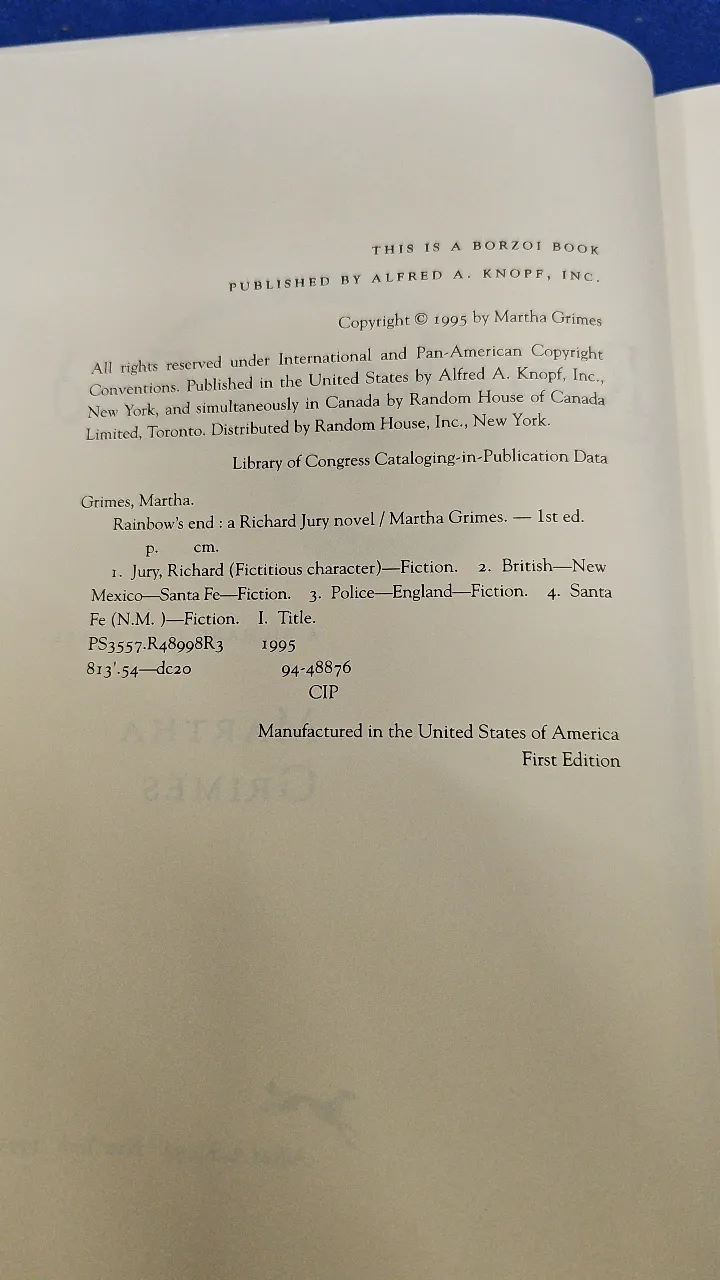 THIS IS A BORZOI BOOK
PUBLISHED BY ALFRED A. KNOPF, INC.
Copyright © 1995 by Martha Grimes
All rights reserved under International and Pan-American Copyright
Conventions. Published in the United States by Alfred A. Knopf, Inc.,
New York, and simultaneously in Canada by Random House of Canada
Limited, Toronto. Distributed by Random House, Inc., New York.
Library of Congress Cataloging-in-Publication Data
Grimes, Martha.
Rainbow's end : a Richard Jury novel / Martha Grimes. — 1st ed.
p. cm.
1. Jury, Richard (Fictitious character)—Fiction. 2. British—New
Mexico—Santa Fe—Fiction. 3. Police—England—Fiction. 4. Santa
Fe (N.M. )—Fiction. I. Title.
PS3557.R48998R3 1995
813'.54—dc20 94-48876
CIP
Manufactured in the United States of America
First Edition
MARTHA
GRIMES